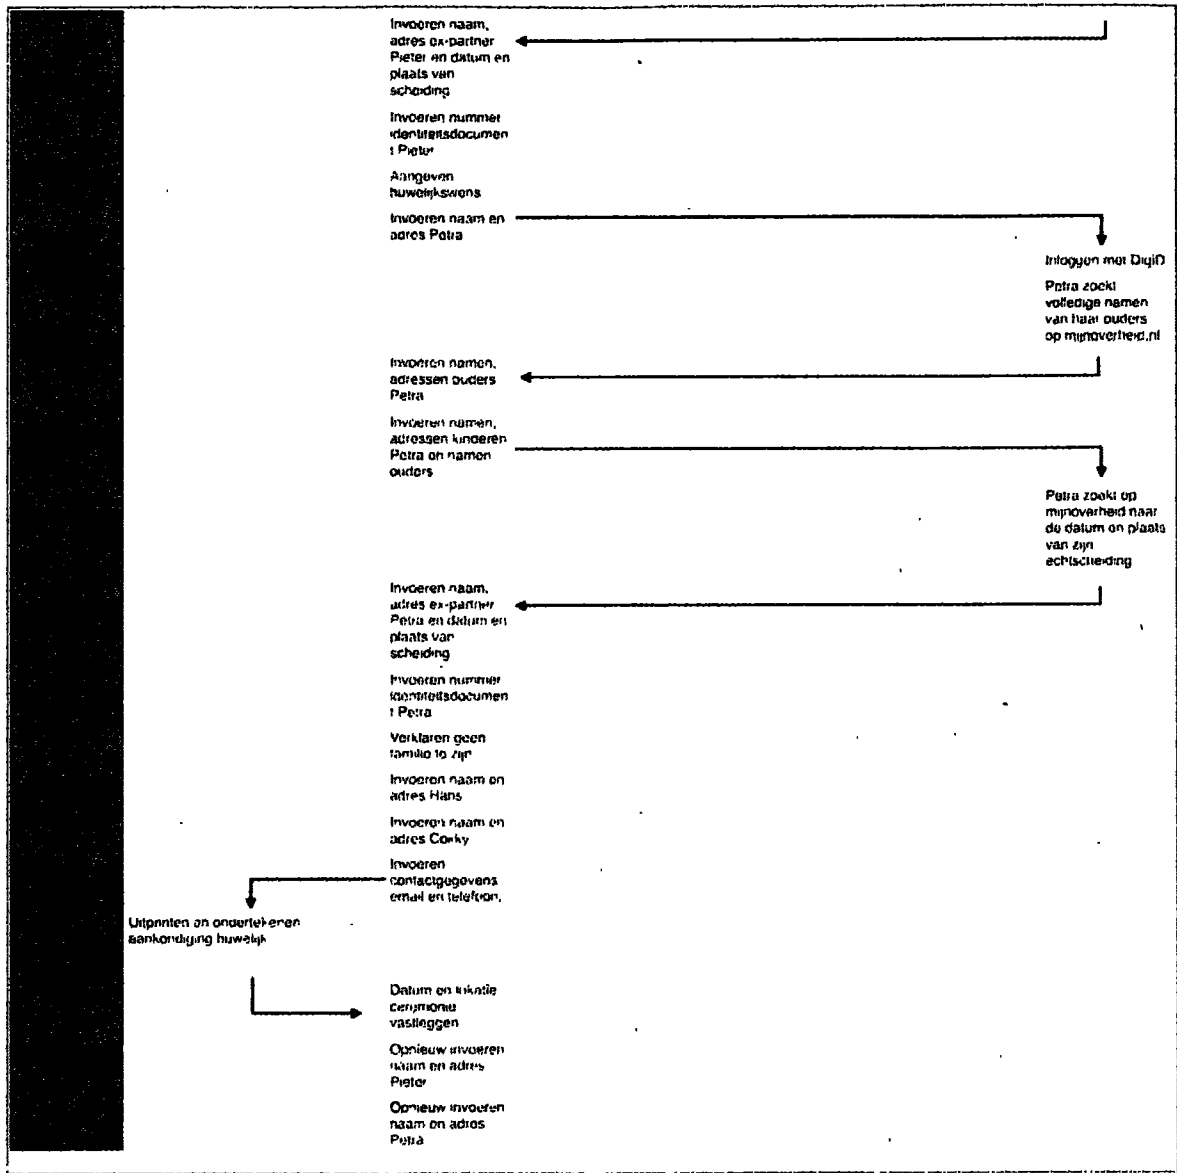 Invoeren naam,
adres ex-partner
Pieter en datum en
plaats van
scheiding
Invoeren nummer
identiteitsdocumen
t Pieter
Aangeven
huwelijkswens
Invoeren naam en
adres Petra
Inloggen met DigiD
Petra zoekt
volledige namen
van haar ouders
op mijnoverheid.nl
Invoeren namen,
adressen ouders
Petra
Invoeren namen,
adressen kinderen
Petra en namen
ouders
Petra zoekt op
mijnoverheid naar
de datum en plaats
van zijn
echtscheiding
Invoeren naam,
adres ex-partner
Petra en datum en
plaats van
scheiding
Invoeren nummer
identiteitsdocumen
t Petra
Verklaren geen
familie te zijn
Invoeren naam en
adres Hans
Invoeren naam en
adres
Invoeren
contactgegevens
email en telefoon.
Uitprinten en ondertekenen
aankondiging huwelijk
Datum en lokatie
ceremonie
vastleggen
Opnieuw invoeren
naam en adres
Pieter
Opnieuw invoeren
naam en adres
Petra